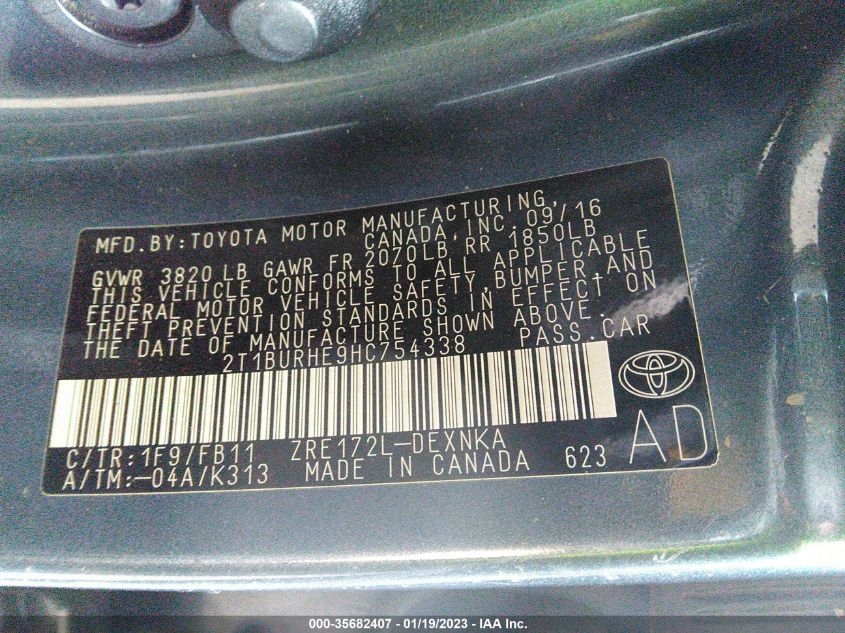 MFD. BY: TOYOTA MOTOR MANUFACTURING,
CANADA, INC. 09/16
GVWR 3820 LB GAWR FR 2070LB, RR 1850LB
THIS VEHICLE CONFORMS TO ALL APPLICABLE
FEDERAL MOTOR VEHICLE SAFETY, BUMPER, AND
THEFT PREVENTION STANDARDS IN EFFECT ON
THE DATE OF MANUFACTURE SHOWN ABOVE.
2T1BURHE9HC754338 PASS. CAR
C/TR: 1F9/FB11 ZRE172L-DEXNKA AD
A/TM:-04A/K313 MADE IN CANADA 623
000-35682407 - 01/19/2023 - IAA Inc.